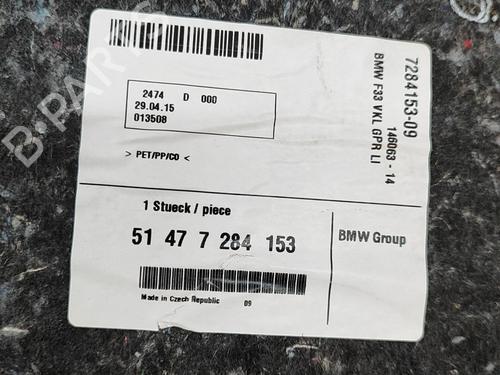 2474 D 000
29.04.15
013508
> PET/PP/CO <
7284153-09
146063 - 14
BMW F33 VKL GPR LI
1 Stueck / piece
51 47 7 284 153
BMW Group
Made in Czech Republic 09
B-PARTS